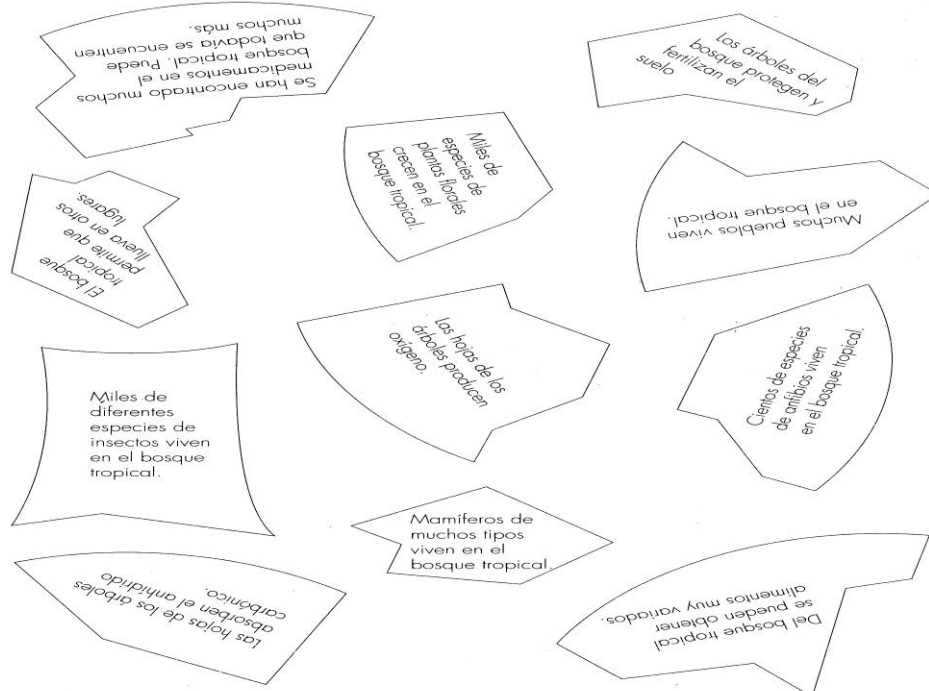 Se han encontrado muchos
medicamentos en el
bosque tropical. Puede
que todavía se encuentren
muchos más.
Los árboles del
bosque protegen y
fertilizan el
suelo
Miles de
especies de
plantas florales
crecen en el
bosque tropical.
Muchos pueblos viven
en el bosque tropical.
El bosque
tropical
permite que
llueva en otros
lugares.
Las hojas de los
árboles producen
oxígeno.
Cientos de especies
de anfibios viven
en el bosque tropical.
Miles de
diferentes
especies de
insectos viven
en el bosque
tropical.
Mamíferos de
muchos tipos
viven en el
bosque tropical.
Las hojas de los árboles
absorben el anhídrido
carbónico.
Del bosque tropical
se pueden obtener
alimentos muy variados.